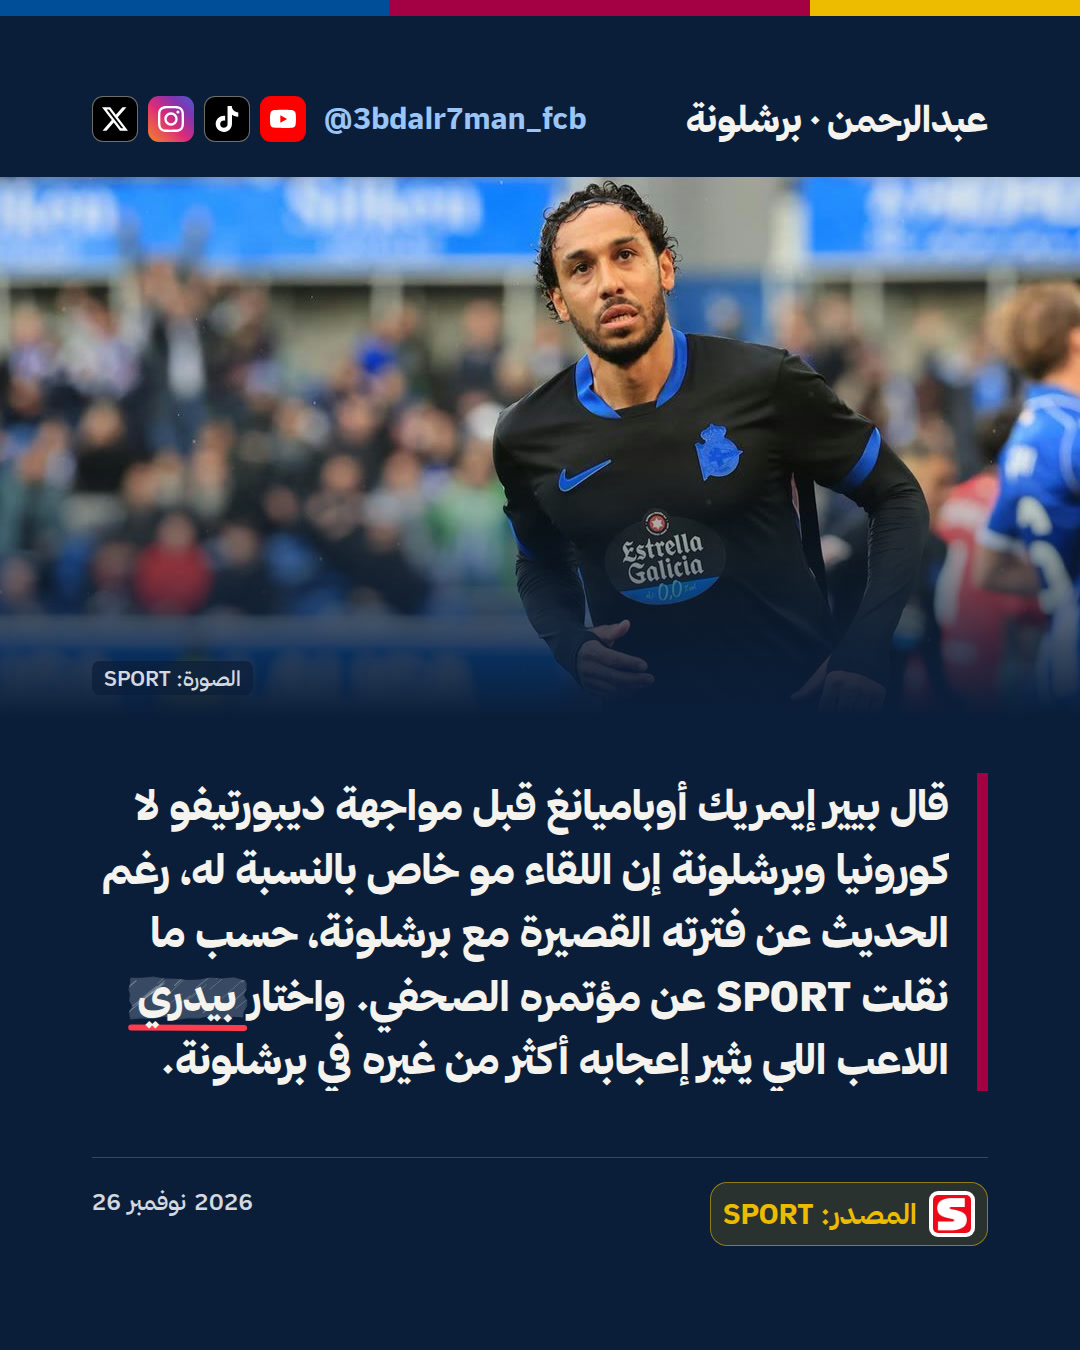 عبدالرحمن · برشلونة
@3bdalr7man_fcb
Estrella
Galicia
0,0
الصورة: SPORT
قال بيير إيمريك أوباميانغ قبل مواجهة ديبورتيفو لا
كورونيا وبرشلونة إن اللقاء مو خاص بالنسبة له، رغم
الحديث عن فترته القصيرة مع برشلونة، حسب ما
نقلت SPORT عن مؤتمره الصحفي. واختار بيدري
اللاعب اللي يثير إعجابه أكثر من غيره في برشلونة.
المصدر: SPORT
26 نوفمبر 2026